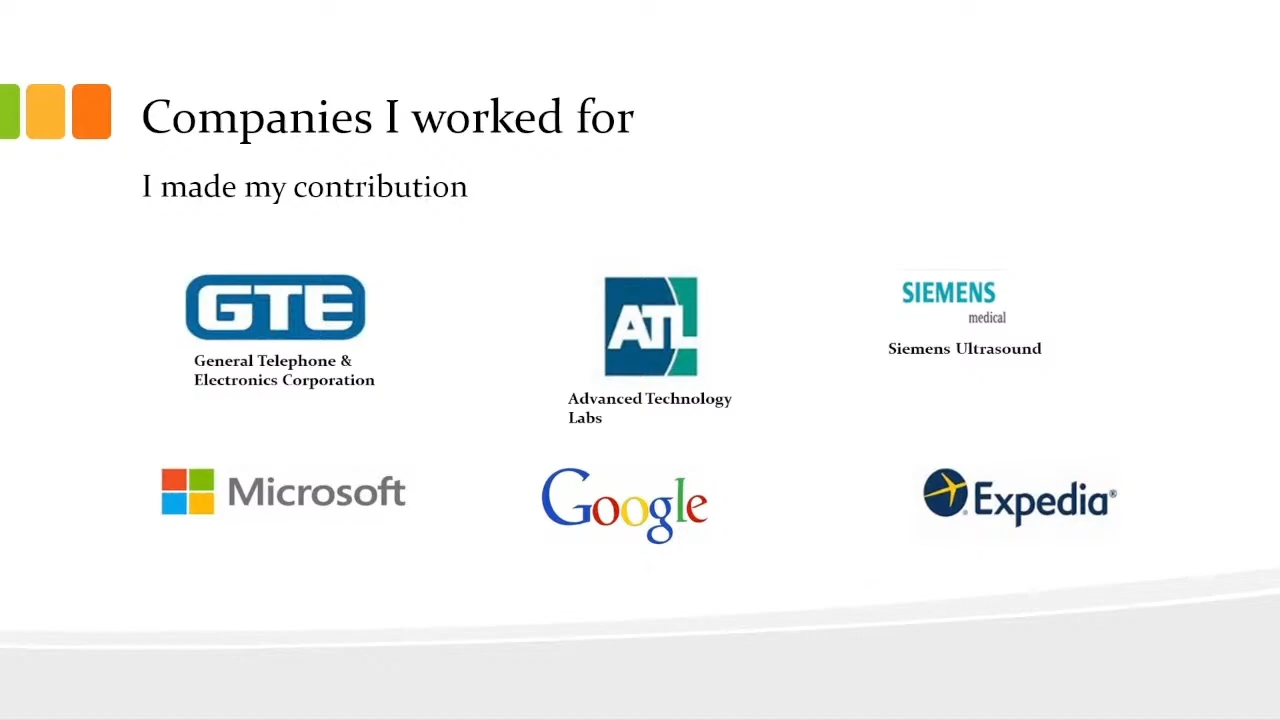 Companies I worked for
I made my contribution
GTE
General Telephone &
Electronics Corporation
ATL
Advanced Technology
Labs
SIEMENS
medical
Siemens Ultrasound
Microsoft
Google
Expedia®